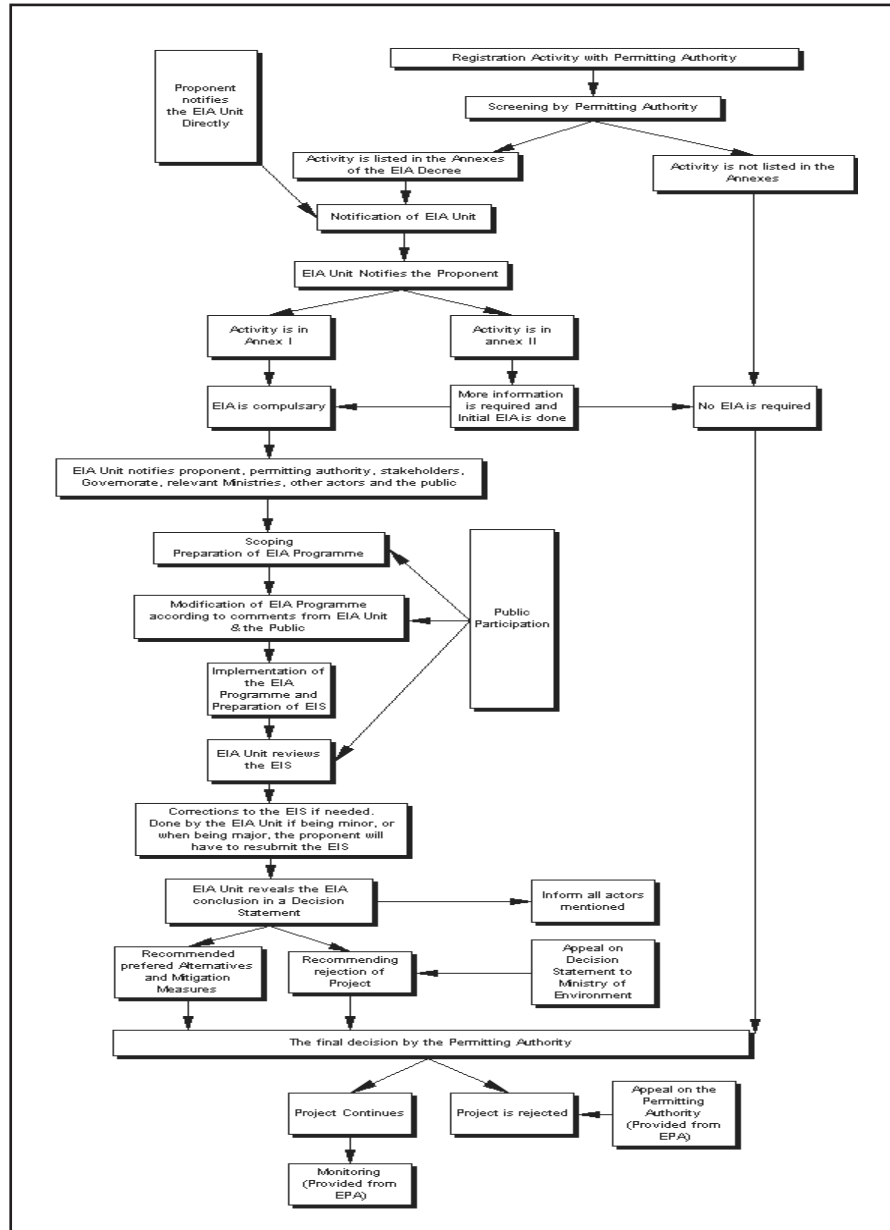 Registration Activity with Permitting Authority
Proponent
notifies
the EIA Unit
Directly
Screening by Permitting Authority
Activity is listed in the Annexes
of the EIA Decree
Activity is not listed in the
Annexes
Notification of EIA Unit
EIA Unit Notifies the Proponent
Activity is in
Annex I
Activity is in
annex II
EIA is compulsary
More information
is required and
Initial EIA is done
No EIA is required
EIA Unit notifies proponent, permitting authority, stakeholders,
Governorate, relevant Ministries, other actors and the public
Scoping
Preparation of EIA Programme
Public
Participation
Modification of EIA Programme
according to comments from EIA Unit
& the Public
Implementation of
the EIA
Programme and
Preparation of EIS
EIA Unit reviews
the EIS
Corrections to the EIS if needed.
Done by the EIA Unit if being minor, or
when being major, the proponent will
have to resubmit the EIS
EIA Unit reveals the EIA
conclusion in a Decision
Statement
Inform all actors
mentioned
Recommended
prefered Alternatives
and Mitigation
Measures
Recommending
rejection of
Project
Appeal on
Decision
Statement to
Ministry of
Environment
The final decision by the Permitting Authority
Project Continues
Project is rejected
Appeal on the
Permitting
Authority
(Provided from
EPA)
Monitoring
(Provided from
EPA)